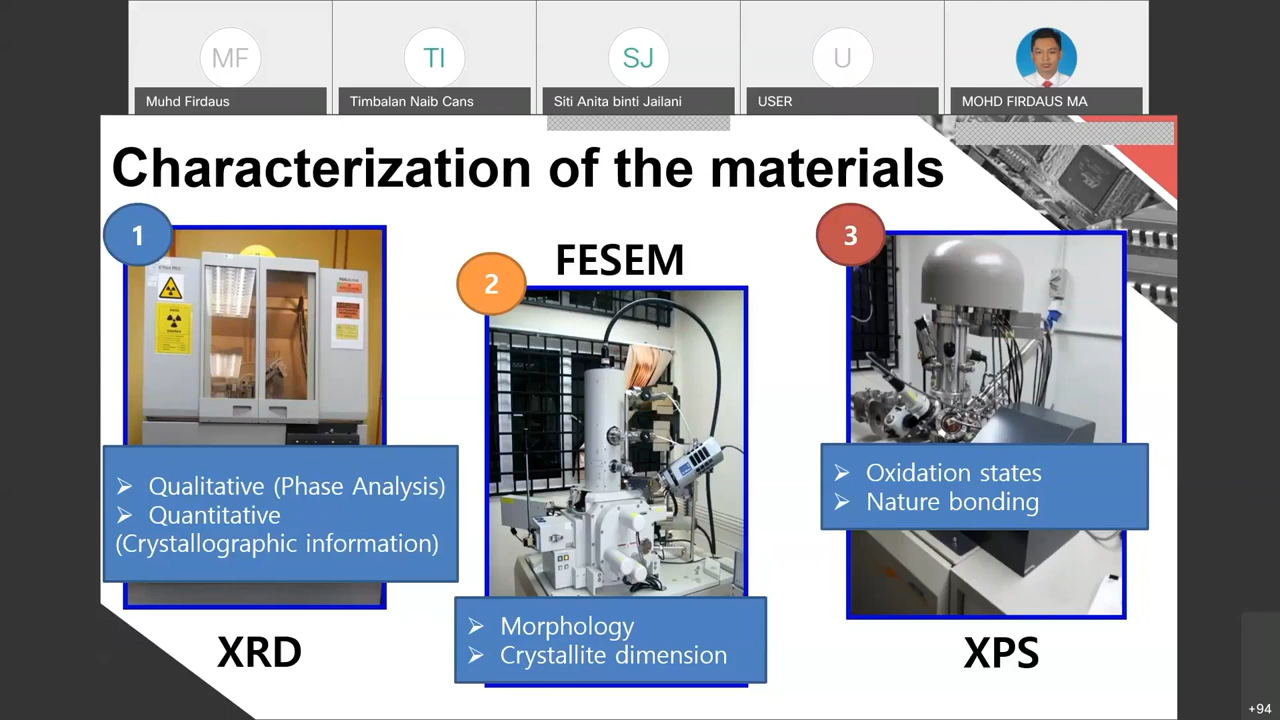 MF
TI
SJ
U
Muhd Firdaus
Timbalan Naib Cans
Siti Anita binti Jailani
USER
MOHD FIRDAUS MA
Characterization of the materials
1
➢ Qualitative (Phase Analysis)
➢ Quantitative
(Crystallographic information)
XRD
2
FESEM
➢ Morphology
➢ Crystallite dimension
3
➢ Oxidation states
➢ Nature bonding
XPS
+94